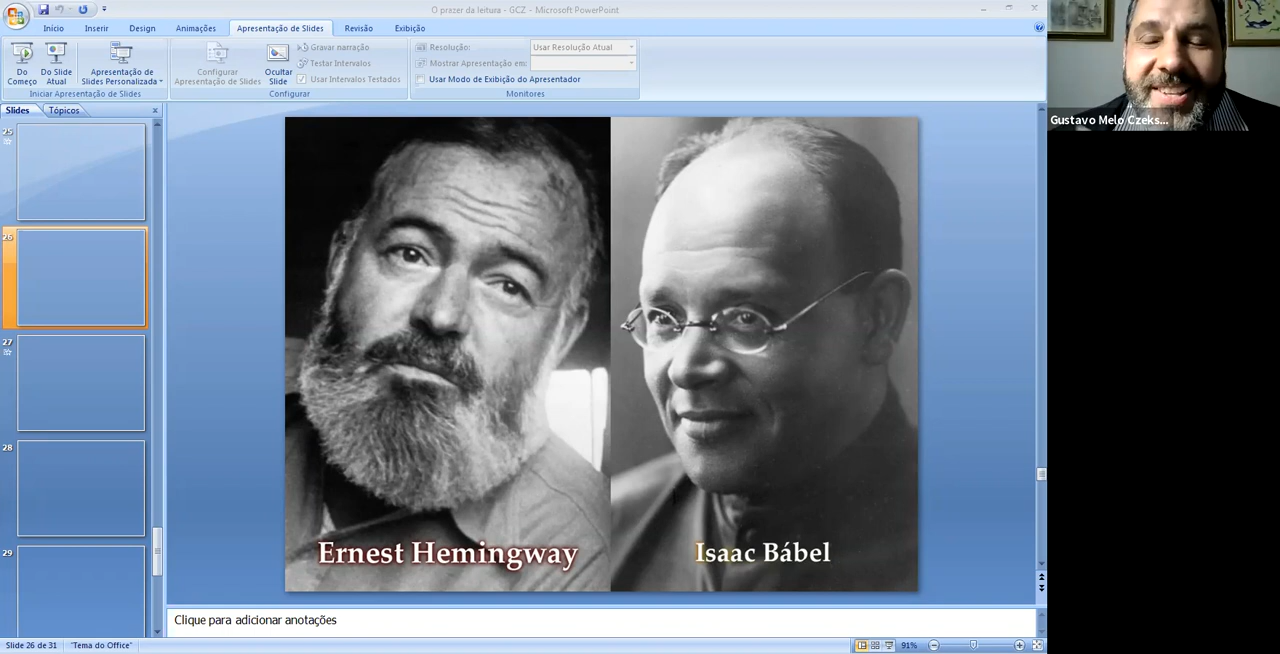 O prazer da leitura - GCZ - Microsoft PowerPoint
Início Inserir Design Animações Apresentação de Slides Revisão Exibição
Do Começo
Do Slide Atual
Apresentação de Slides Personalizada
Iniciar Apresentação de Slides
Configurar Apresentação de Slides
Ocultar Slide
Gravar narração
Testar Intervalos
Usar Intervalos Testados
Configurar
Resolução: Usar Resolução Atual
Mostrar Apresentação em:
Usar Modo de Exibição do Apresentador
Monitores
Slides Tópicos
25
26
27
28
29
Ernest Hemingway
Isaac Bábel
Gustavo Melo Czeks...
Clique para adicionar anotações
Slide 26 de 31 "Tema do Office" 91%